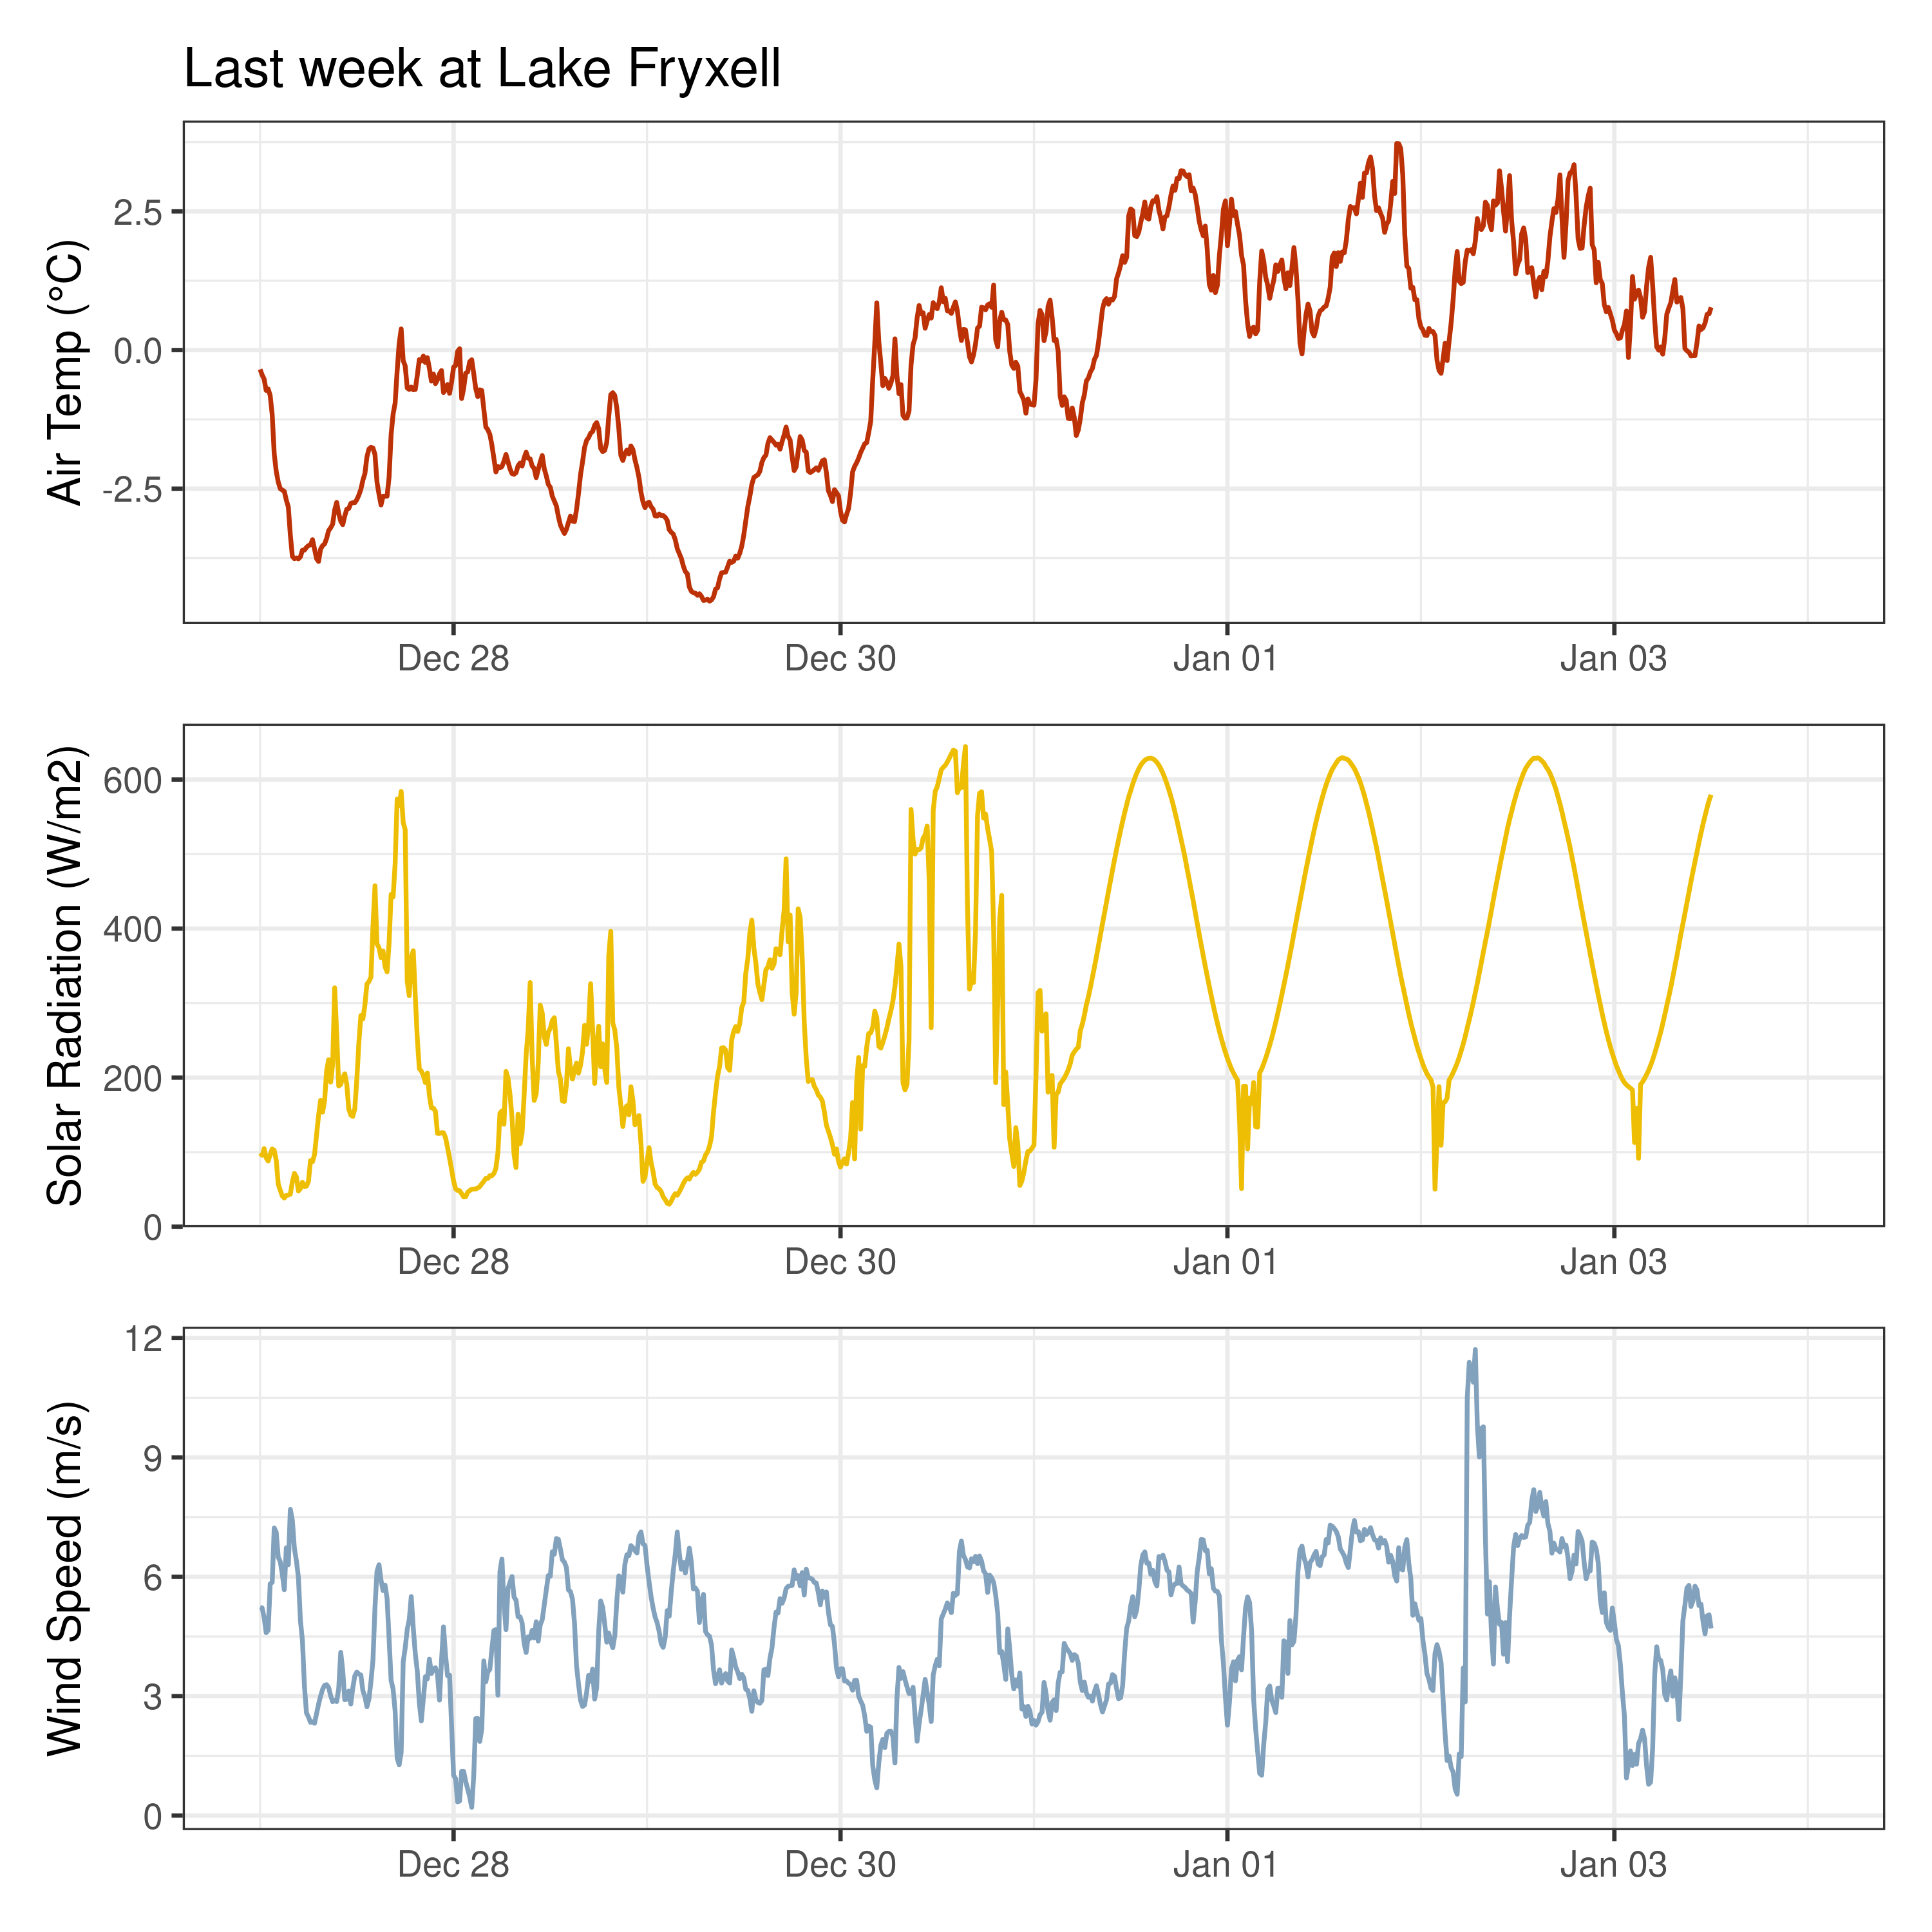 Last week at Lake Fryxell
Air Temp (°C)
2.5
0.0
-2.5
Dec 28
Dec 30
Jan 01
Jan 03
Solar Radiation (W/m2)
600
400
200
0
Dec 28
Dec 30
Jan 01
Jan 03
Wind Speed (m/s)
12
9
6
3
0
Dec 28
Dec 30
Jan 01
Jan 03